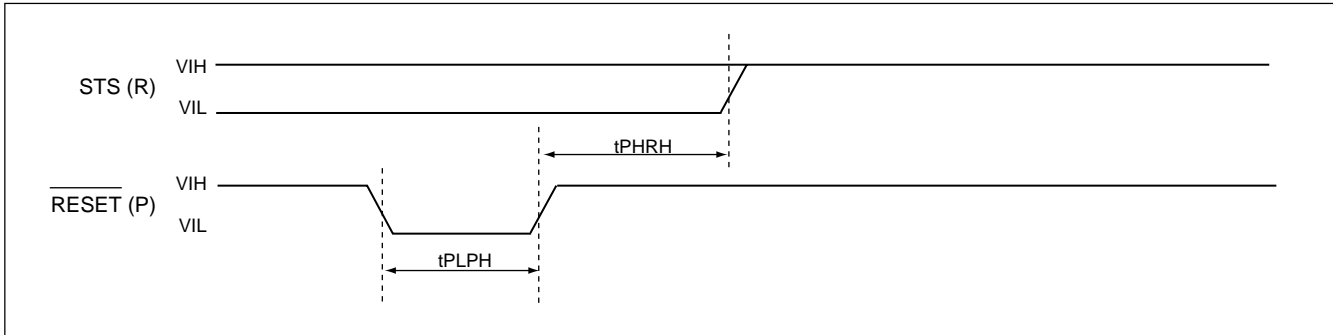 STS (R)
VIH
VIL
tPHRH
RESET (P)
VIH
VIL
tPLPH